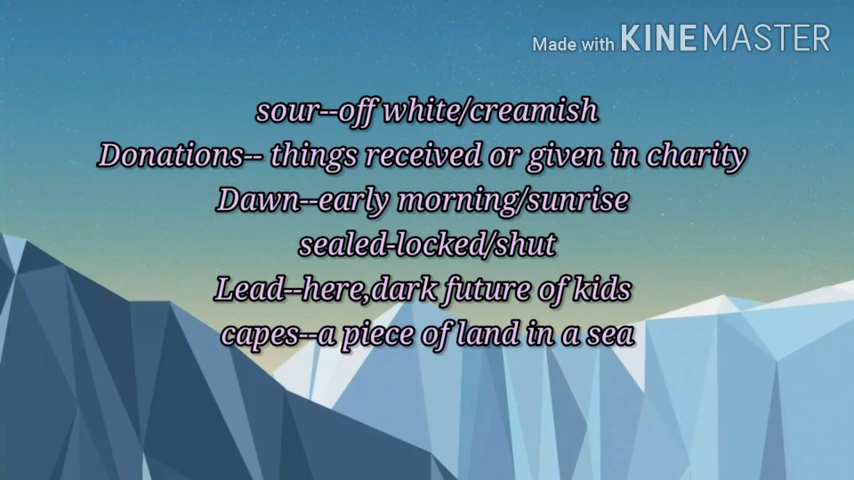 Made with KINEMASTER
sour--off white/creamish
Donations-- things received or given in charity
Dawn--early morning/sunrise
sealed-locked/shut
Lead--here,dark future of kids
capes--a piece of land in a sea